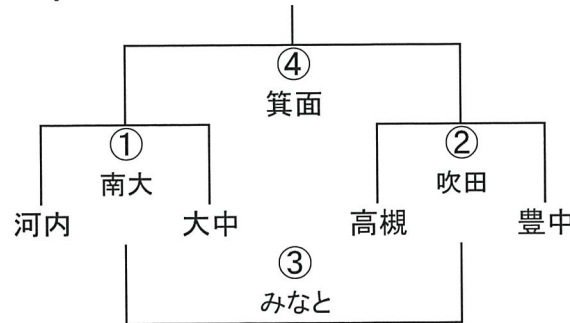 ④
箕面
① ②
南大 吹田
河内 大中 高槻 豊中
③
みなと